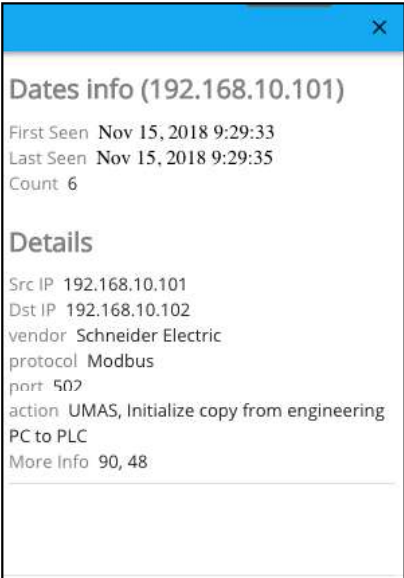 ×
Dates info (192.168.10.101)
First Seen Nov 15, 2018 9:29:33
Last Seen Nov 15, 2018 9:29:35
Count 6
Details
Src IP 192.168.10.101
Dst IP 192.168.10.102
vendor Schneider Electric
protocol Modbus
port 502
action UMAS, Initialize copy from engineering
PC to PLC
More Info 90, 48